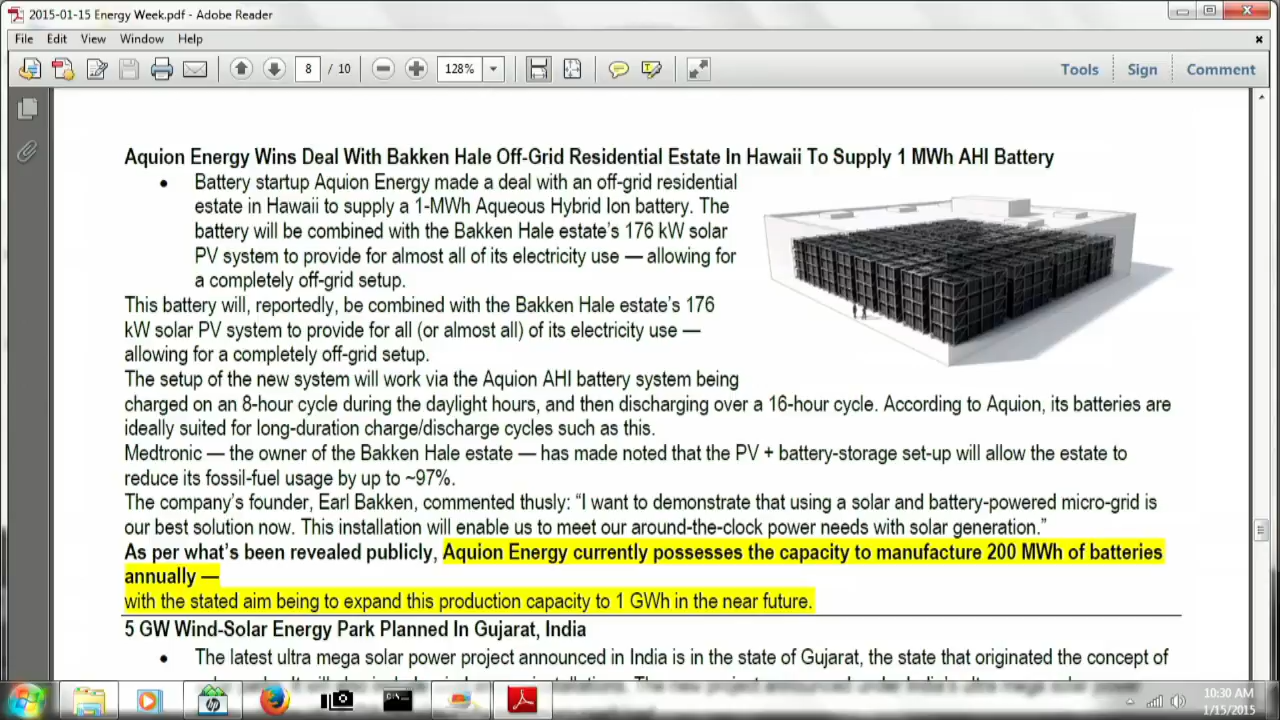 2015-01-15 Energy Week.pdf - Adobe Reader
File Edit View Window Help
8 / 10 128% Tools Sign Comment
Aquion Energy Wins Deal With Bakken Hale Off-Grid Residential Estate In Hawaii To Supply 1 MWh AHI Battery
• Battery startup Aquion Energy made a deal with an off-grid residential
estate in Hawaii to supply a 1-MWh Aqueous Hybrid Ion battery. The
battery will be combined with the Bakken Hale estate's 176 kW solar
PV system to provide for almost all of its electricity use — allowing for
a completely off-grid setup.
This battery will, reportedly, be combined with the Bakken Hale estate's 176
kW solar PV system to provide for all (or almost all) of its electricity use —
allowing for a completely off-grid setup.
The setup of the new system will work via the Aquion AHI battery system being
charged on an 8-hour cycle during the daylight hours, and then discharging over a 16-hour cycle. According to Aquion, its batteries are
ideally suited for long-duration charge/discharge cycles such as this.
Medtronic — the owner of the Bakken Hale estate — has made noted that the PV + battery-storage set-up will allow the estate to
reduce its fossil-fuel usage by up to ~97%.
The company's founder, Earl Bakken, commented thusly: “I want to demonstrate that using a solar and battery-powered micro-grid is
our best solution now. This installation will enable us to meet our around-the-clock power needs with solar generation.”
As per what's been revealed publicly, Aquion Energy currently possesses the capacity to manufacture 200 MWh of batteries
annually —
with the stated aim being to expand this production capacity to 1 GWh in the near future.
5 GW Wind-Solar Energy Park Planned In Gujarat, India
• The latest ultra mega solar power project announced in India is in the state of Gujarat, the state that originated the concept of
10:30 AM
1/15/2015